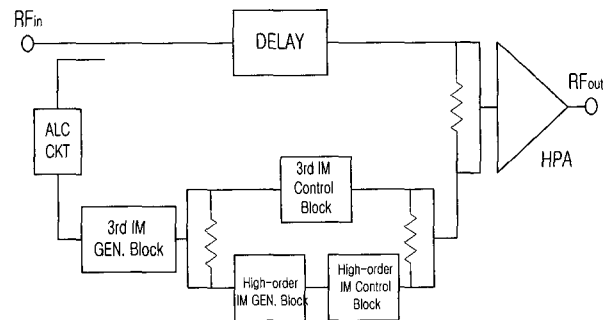 RFin
DELAY
RFout
ALC
CKT
HPA
3rd IM
Control
Block
3rd IM
GEN. Block
High-order
IM GEN. Block
High-order
IM Control
Block